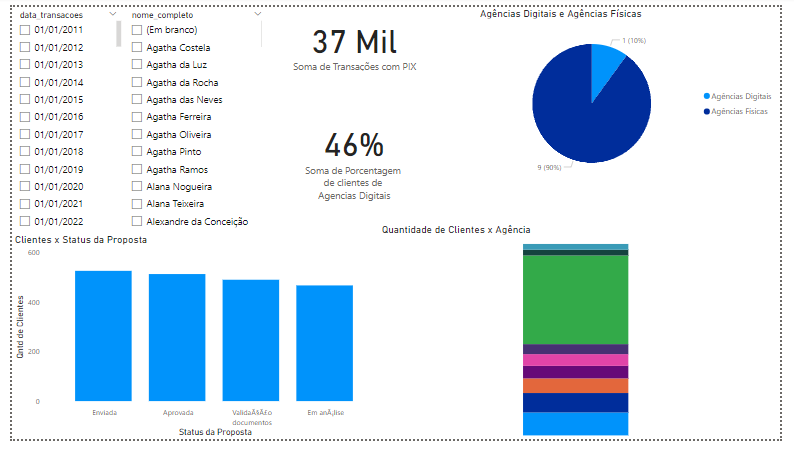 data_transacoes
01/01/2011
01/01/2012
01/01/2013
01/01/2014
01/01/2015
01/01/2016
01/01/2017
01/01/2018
01/01/2019
01/01/2020
01/01/2021
01/01/2022
nome_completo
(Em branco)
Agatha Costela
Agatha da Luz
Agatha da Rocha
Agatha das Neves
Agatha Ferreira
Agatha Oliveira
Agatha Pinto
Agatha Ramos
Alana Nogueira
Alana Teixeira
Alexandre da Conceição
37 Mil
Soma de Transações com PIX
46%
Soma de Porcentagem
de clientes de
Agencias Digitais
Agências Digitais e Agências Físicas
1 (10%)
9 (90%)
Agências Digitais
Agências Físicas
Clientes x Status da Proposta
Qntd de Clientes
600
400
200
0
Enviada
Aprovada
ValidaÃ§Ã£o
documentos
Em anÃ¡lise
Status da Proposta
Quantidade de Clientes x Agência